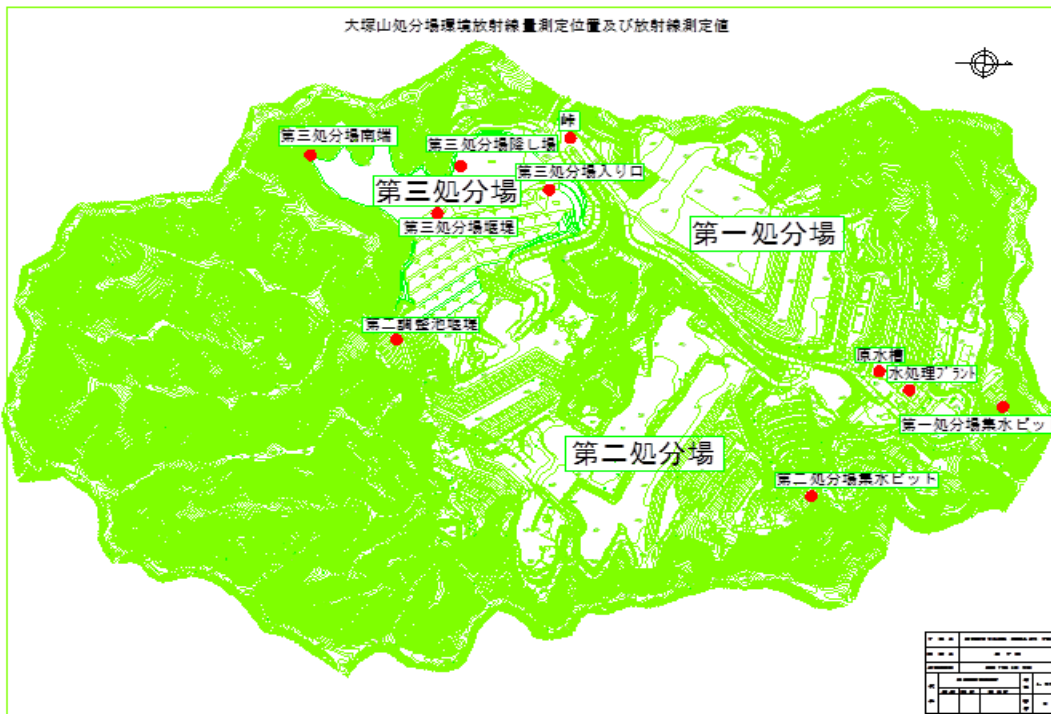 大塚山処分場環境放射線量測定位置及び放射線測定値
峠
第三処分場南端
第三処分場降し場
第三処分場入り口
第三処分場
第三処分場堰堤
第一処分場
第二調整池堰堤
原水槽
水処理プラント
第一処分場集水ピッ
第二処分場
第二処分場集水ピット